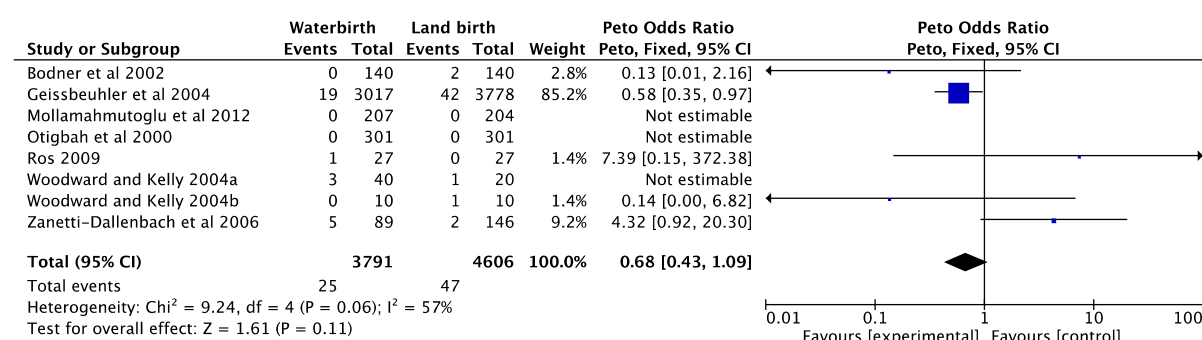 Waterbirth Land birth Peto Odds Ratio Peto Odds Ratio
Study or Subgroup Events Total Events Total Weight Peto, Fixed, 95% CI Peto, Fixed, 95% CI
Bodner et al 2002 0 140 2 140 2.8% 0.13 [0.01, 2.16]
Geissbeuhler et al 2004 19 3017 42 3778 85.2% 0.58 [0.35, 0.97]
Mollamahmutoglu et al 2012 0 207 0 204 Not estimable
Otigbah et al 2000 0 301 0 301 Not estimable
Ros 2009 1 27 0 27 1.4% 7.39 [0.15, 372.38]
Woodward and Kelly 2004a 3 40 1 20 Not estimable
Woodward and Kelly 2004b 0 10 1 10 1.4% 0.14 [0.00, 6.82]
Zanetti-Dallenbach et al 2006 5 89 2 146 9.2% 4.32 [0.92, 20.30]
Total (95% CI) 3791 4606 100.0% 0.68 [0.43, 1.09]
Total events 25 47
Heterogeneity: Chi² = 9.24, df = 4 (P = 0.06); I² = 57%
Test for overall effect: Z = 1.61 (P = 0.11)
0.01 0.1 1 10 100
Favours [experimental] Favours [control]